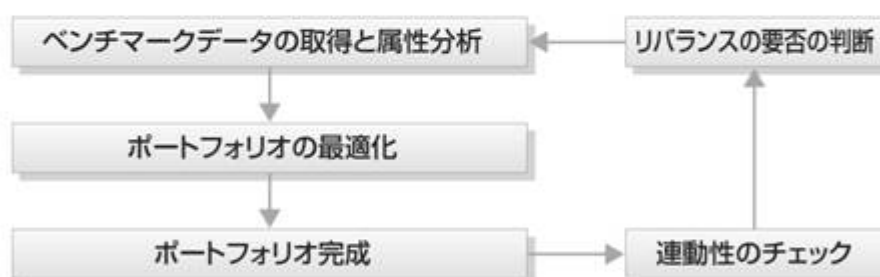 ベンチマークデータの取得と属性分析
リバランスの要否の判断
ポートフォリオの最適化
ポートフォリオ完成
連動性のチェック